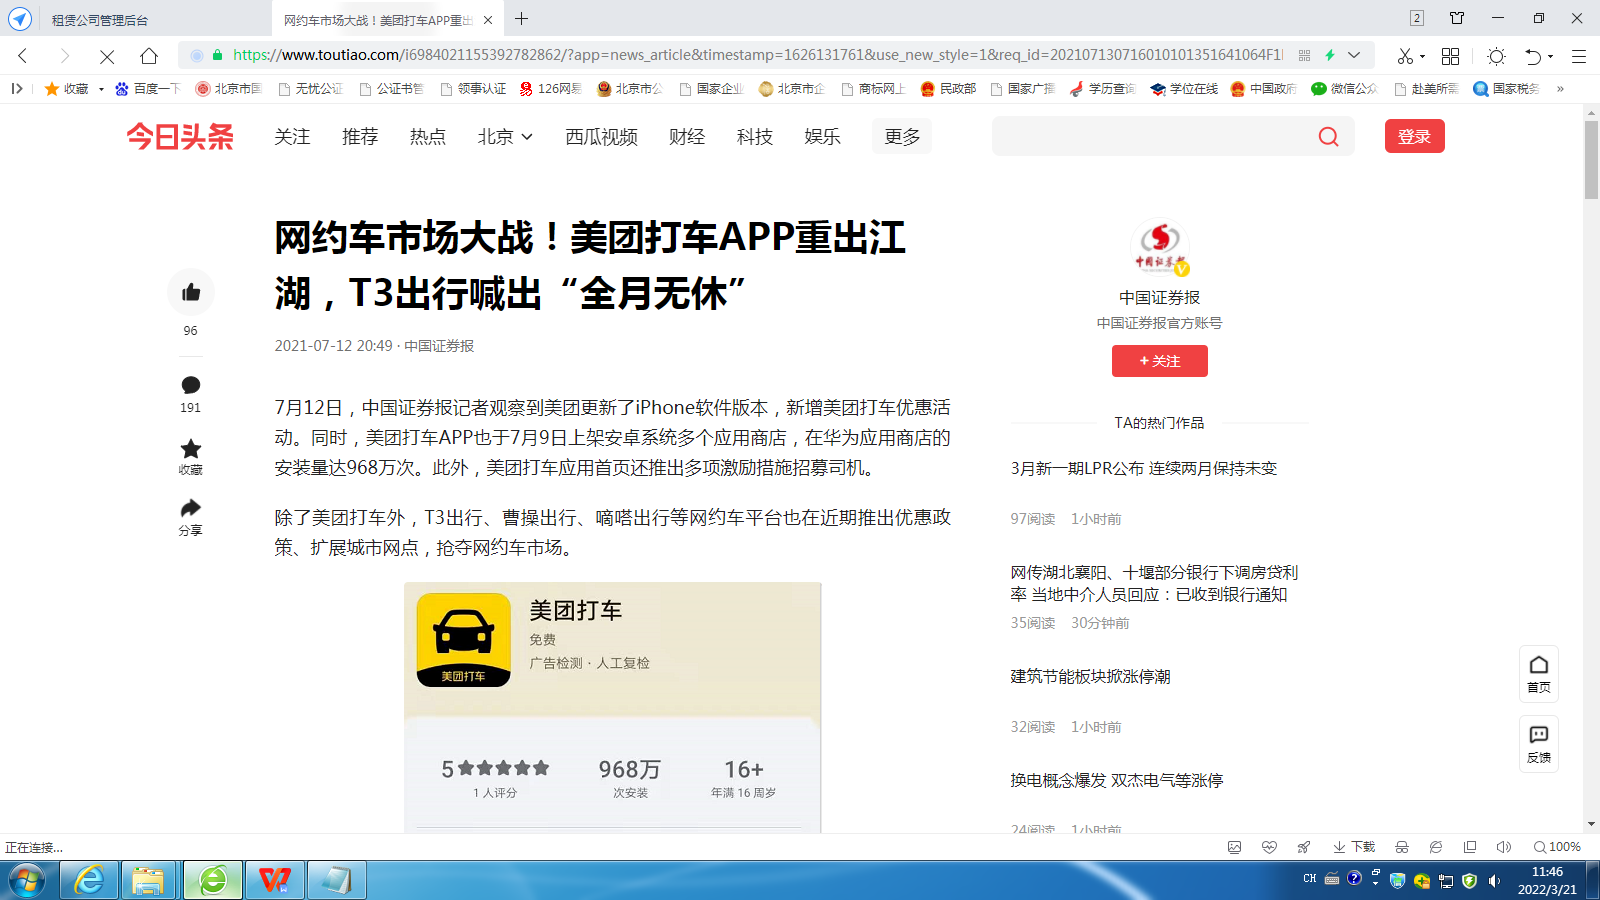 租赁公司管理后台
网约车市场大战！美团打车APP重出
2
https://www.toutiao.com/i6984021155392782862/?app=news_article&timestamp=1626131761&use_new_style=1&req_id=202107130716010101351641064F1
收藏 百度一下 北京市国 无忧公证 公证书管 领事认证 126网易 北京市公 国家企业 北京市企 商标网上 民政部 国家广播 学历查询 学位在线 中国政府 微信公众 赴美所需 国家税务 »
今日头条 关注 推荐 热点 北京 西瓜视频 财经 科技 娱乐 更多 登录
网约车市场大战！美团打车APP重出江
湖，T3出行喊出“全月无休”
2021-07-12 20:49 · 中国证券报
96
191
收藏
分享
7月12日，中国证券报记者观察到美团更新了iPhone软件版本，新增美团打车优惠活
动。同时，美团打车APP也于7月9日上架安卓系统多个应用商店，在华为应用商店的
安装量达968万次。此外，美团打车应用首页还推出多项激励措施招募司机。
除了美团打车外，T3出行、曹操出行、嘀嗒出行等网约车平台也在近期推出优惠政
策、扩展城市网点，抢夺网约车市场。
美团打车
美团打车
免费
广告检测 · 人工复检
5★★★★★ 968万 16+
1 人评分 次安装 年满 16 周岁
中国证券报
中国证券报
中国证券报官方账号
+ 关注
TA的热门作品
3月新一期LPR公布 连续两月保持未变
97阅读 1小时前
网传湖北襄阳、十堰部分银行下调房贷利
率 当地中介人员回应：已收到银行通知
35阅读 30分钟前
建筑节能板块掀涨停潮
32阅读 1小时前
换电概念爆发 双杰电气等涨停
24阅读 1小时前
首页
反馈
正在连接...
下载 100%
CH
11:46
2022/3/21